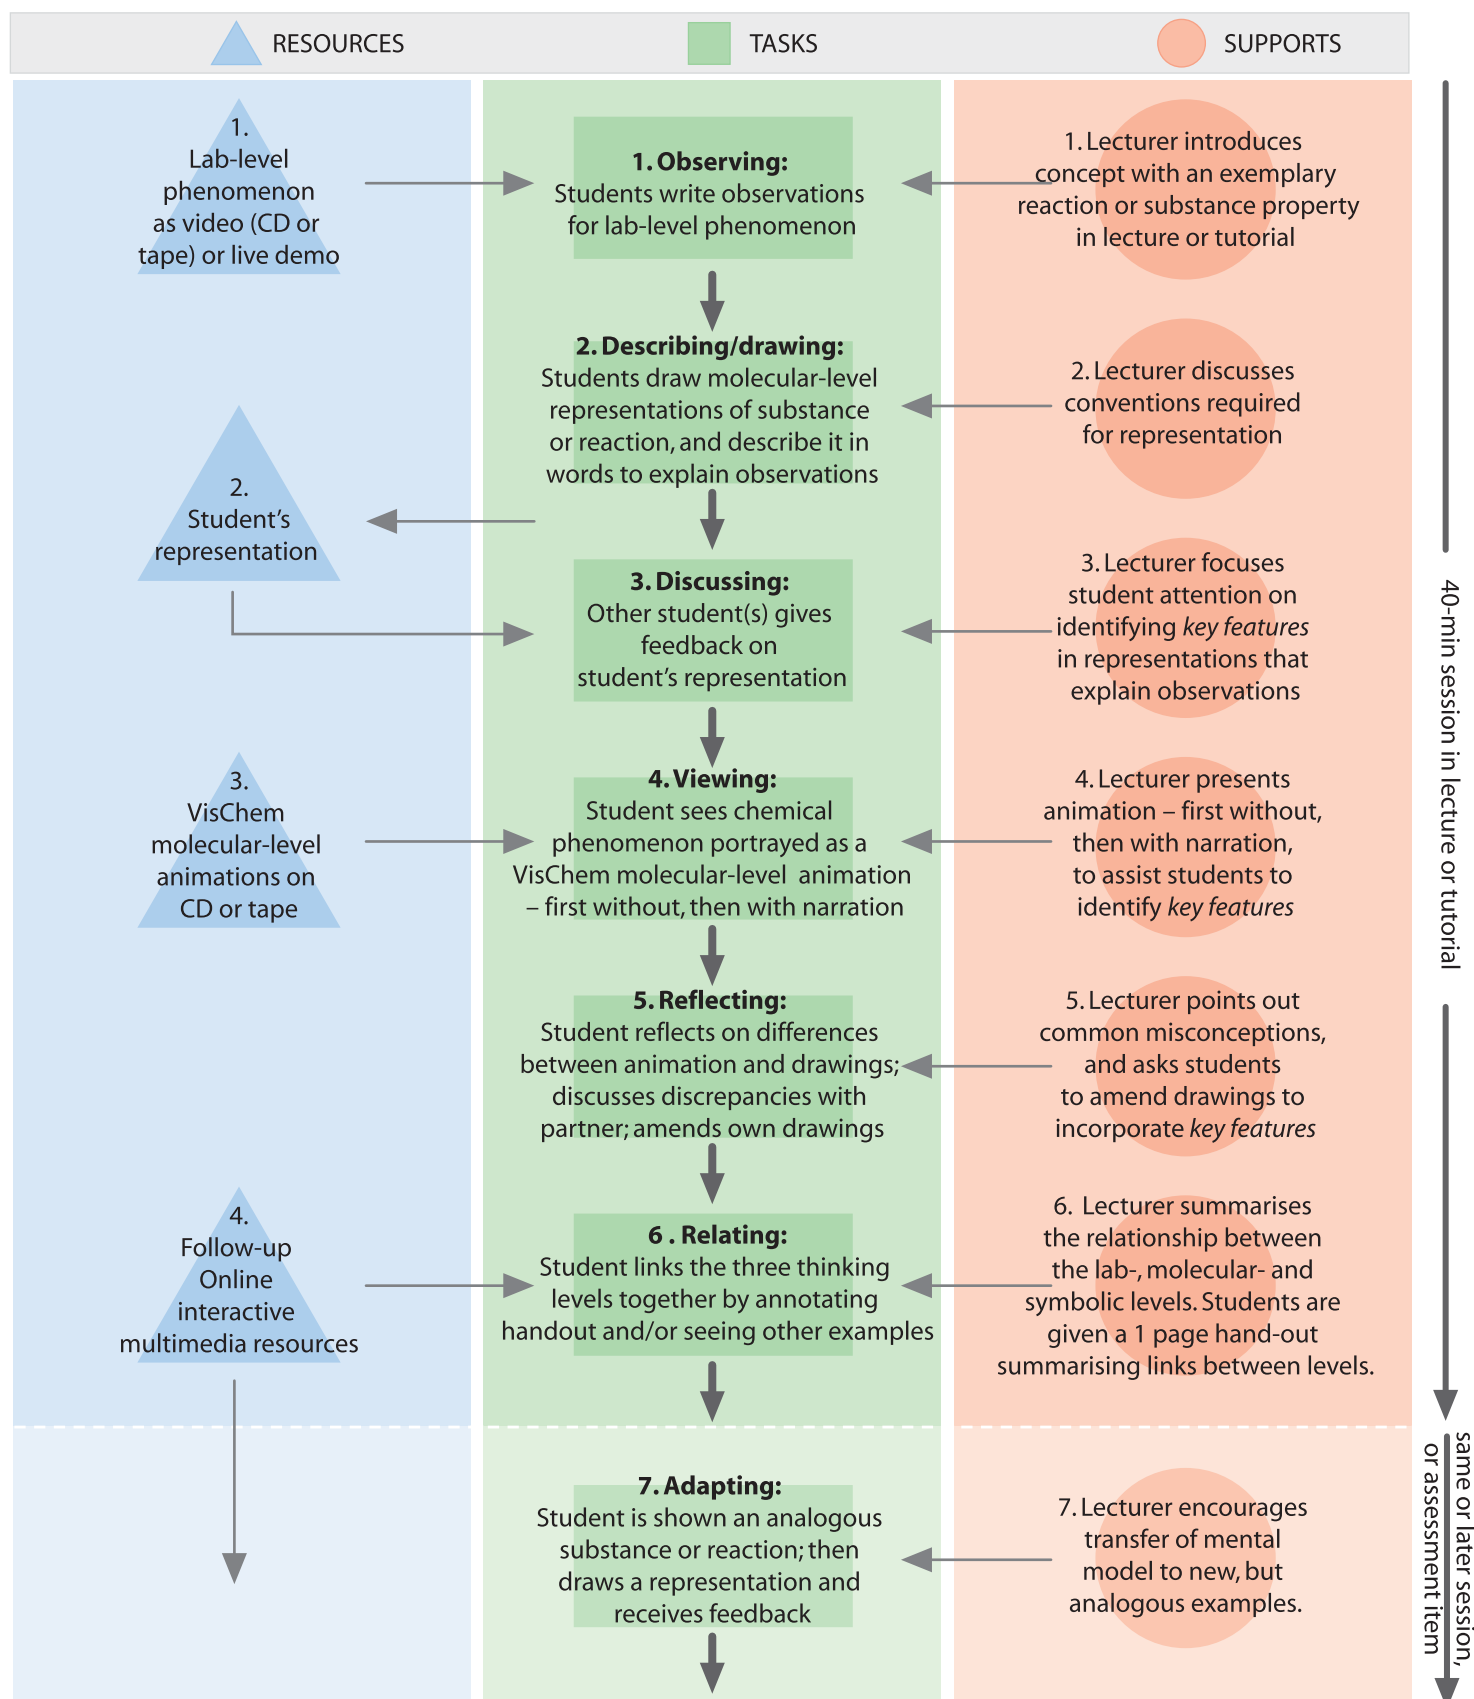 RESOURCES
TASKS
SUPPORTS
1.
Lab-level
phenomenon
as video (CD or
tape) or live demo
1. Observing:
Students write observations
for lab-level phenomenon
1. Lecturer introduces
concept with an exemplary
reaction or substance property
in lecture or tutorial
2. Describing/drawing:
Students draw molecular-level
representations of substance
or reaction, and describe it in
words to explain observations
2. Lecturer discusses
conventions required
for representation
2.
Student’s
representation
3. Discussing:
Other student(s) gives
feedback on
student’s representation
3. Lecturer focuses
student attention on
identifying key features
in representations that
explain observations
3.
VisChem
molecular-level
animations on
CD or tape
4. Viewing:
Student sees chemical
phenomenon portrayed as a
VisChem molecular-level animation
– first without, then with narration
4. Lecturer presents
animation – first without,
then with narration,
to assist students to
identify key features
5. Reflecting:
Student reflects on differences
between animation and drawings;
discusses discrepancies with
partner; amends own drawings
5. Lecturer points out
common misconceptions,
and asks students
to amend drawings to
incorporate key features
4.
Follow-up
Online
interactive
multimedia resources
6 . Relating:
Student links the three thinking
levels together by annotating
handout and/or seeing other examples
6. Lecturer summarises
the relationship between
the lab-, molecular- and
symbolic levels. Students are
given a 1 page hand-out
summarising links between levels.
40-min session in lecture or tutorial
7. Adapting:
Student is shown an analogous
substance or reaction; then
draws a representation and
receives feedback
7. Lecturer encourages
transfer of mental
model to new, but
analogous examples.
same or later session,
or assessment item